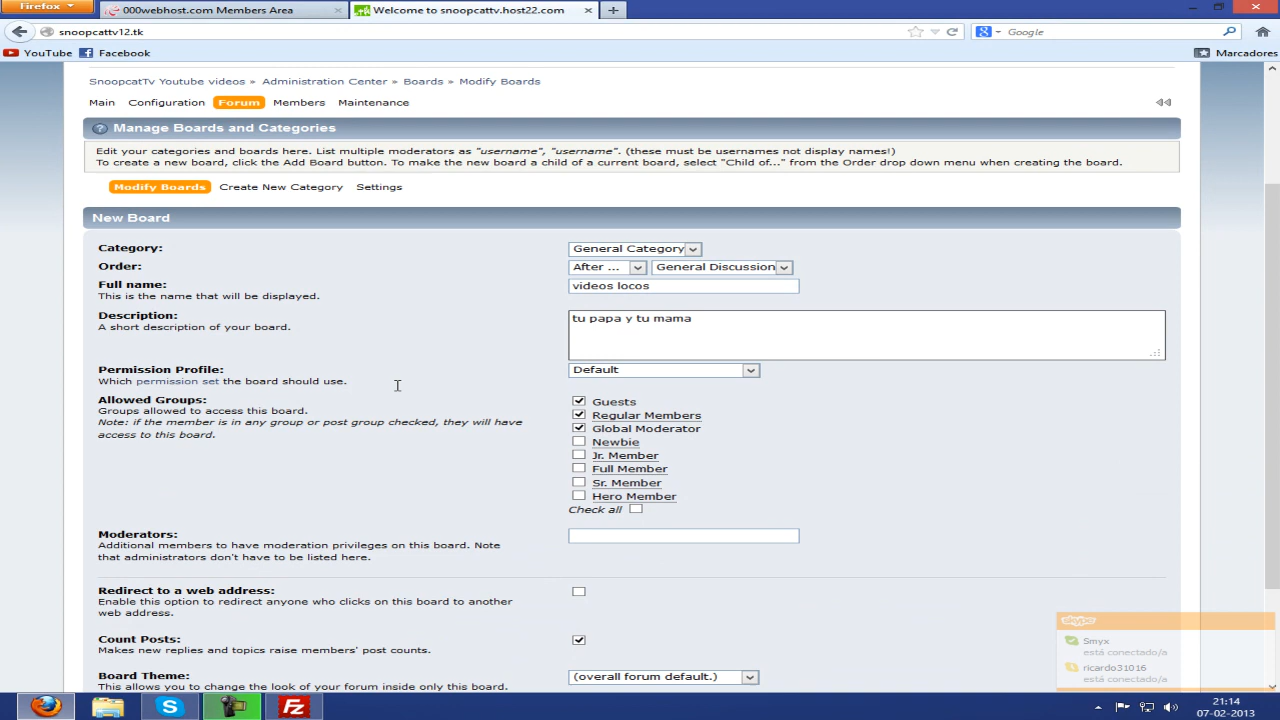 Firefox
000webhost.com Members Area
Welcome to snoopcattv.host22.com
snoopcattv12.tk
Google
YouTube
Facebook
Marcadores
SnoopcatTv Youtube videos » Administration Center » Boards » Modify Boards
Main Configuration Forum Members Maintenance
Manage Boards and Categories
Edit your categories and boards here. List multiple moderators as "username", "username". (these must be usernames not display names!)
To create a new board, click the Add Board button. To make the new board a child of a current board, select "Child of..." from the Order drop down menu when creating the board.
Modify Boards Create New Category Settings
New Board
Category: General Category
Order: After ... General Discussion
Full name: videos locos
This is the name that will be displayed.
Description: tu papa y tu mama
A short description of your board.
Permission Profile: Default
Which permission set the board should use.
Allowed Groups: Guests
Groups allowed to access this board. Regular Members
Note: if the member is in any group or post group checked, they will have Global Moderator
access to this board. Newbie
Jr. Member
Full Member
Sr. Member
Hero Member
Check all
Moderators:
Additional members to have moderation privileges on this board. Note
that administrators don't have to be listed here.
Redirect to a web address:
Enable this option to redirect anyone who clicks on this board to another
web address.
Count Posts:
Makes new replies and topics raise members' post counts.
Board Theme: (overall forum default.)
This allows you to change the look of your forum inside only this board.
skype
Smyx
está conectado/a
ricardo31016
está conectado/a
21:14
07-02-2013